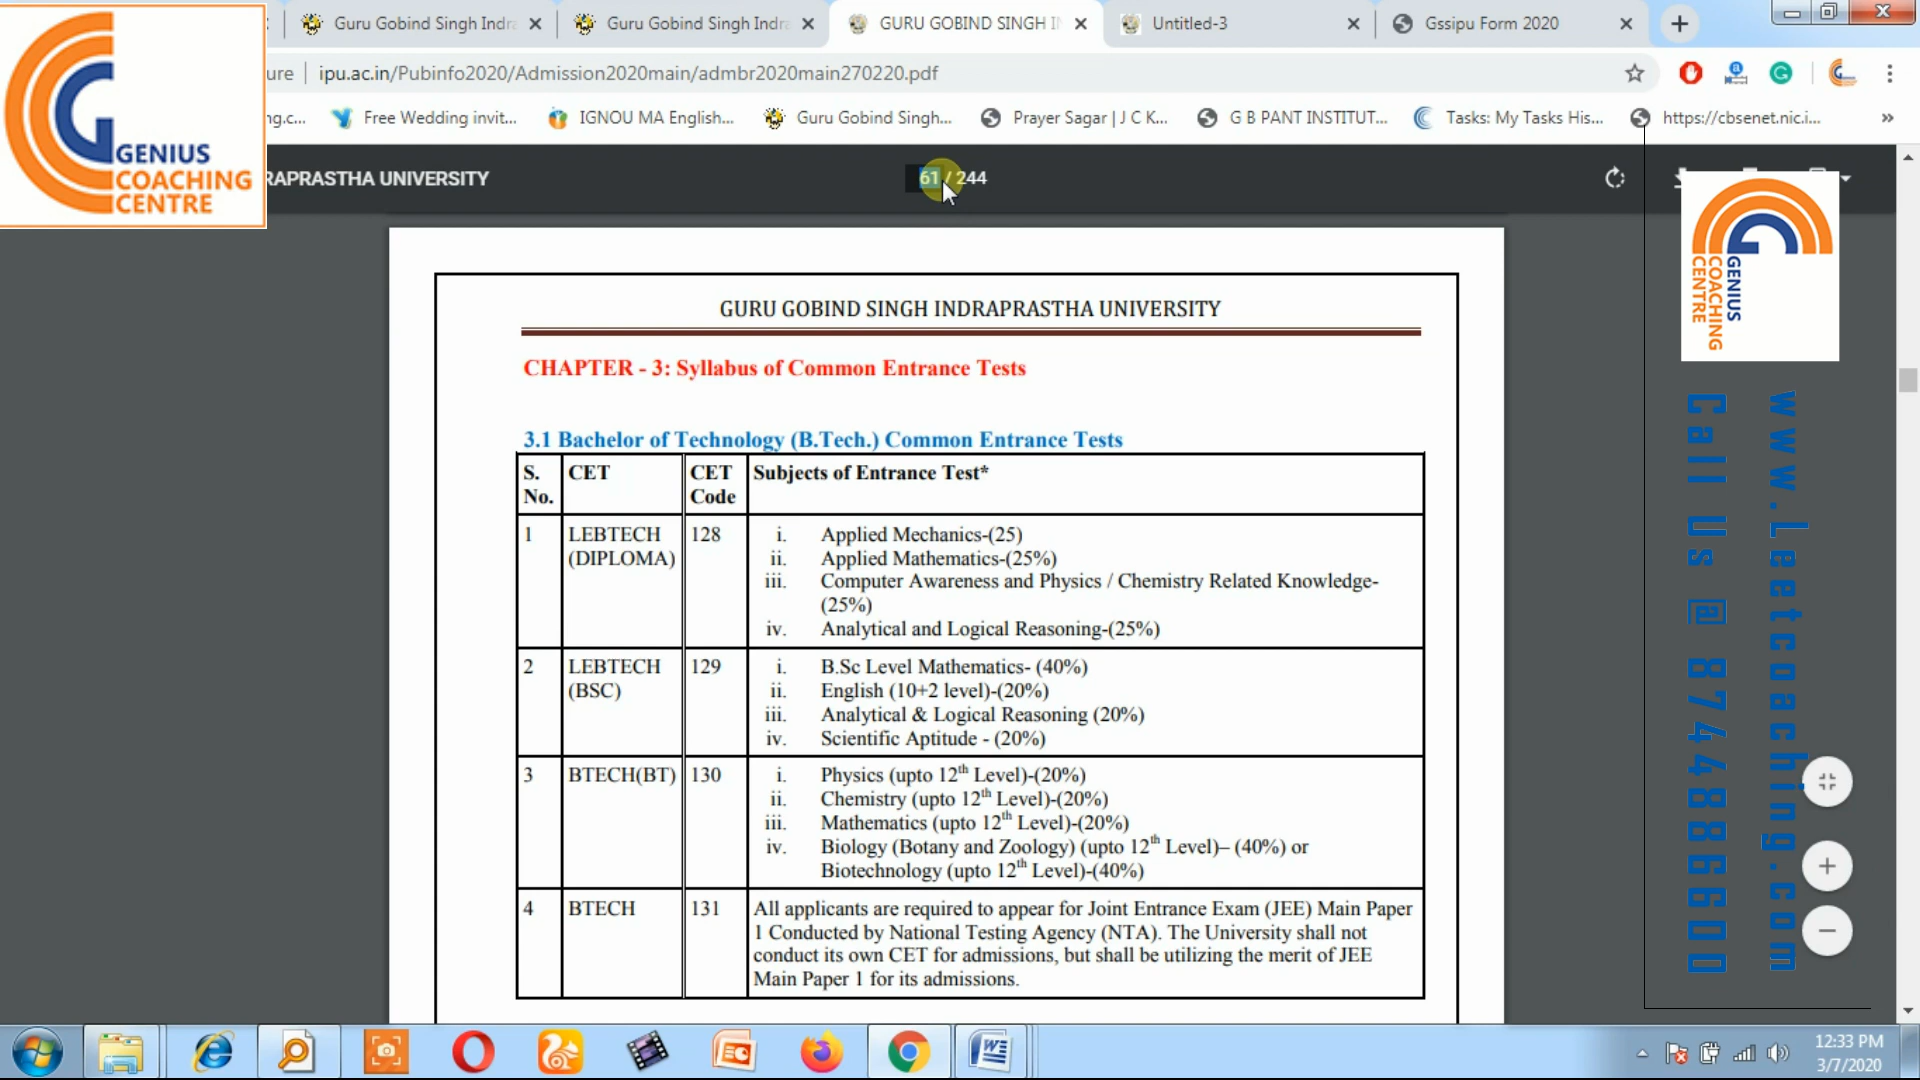 Guru Gobind Singh Indra
Guru Gobind Singh Indra
GURU GOBIND SINGH I
Untitled-3
Gssipu Form 2020
ure
ipu.ac.in/Pubinfo2020/Admission2020main/admbr2020main270220.pdf
ng.c...
Free Wedding invit...
IGNOU MA English...
Guru Gobind Singh...
Prayer Sagar | J C K...
G B PANT INSTITUT...
Tasks: My Tasks His...
https://cbsenet.nic.i...
»
GENIUS
COACHING
CENTRE
RAPRASTHA UNIVERSITY
61 / 244
GURU GOBIND SINGH INDRAPRASTHA UNIVERSITY
CHAPTER - 3: Syllabus of Common Entrance Tests
3.1 Bachelor of Technology (B.Tech.) Common Entrance Tests
S. No. CET CET Code Subjects of Entrance Test*
1 LEBTECH (DIPLOMA) 128
i. Applied Mechanics-(25)
ii. Applied Mathematics-(25%)
iii. Computer Awareness and Physics / Chemistry Related Knowledge-
(25%)
iv. Analytical and Logical Reasoning-(25%)
2 LEBTECH (BSC) 129
i. B.Sc Level Mathematics- (40%)
ii. English (10+2 level)-(20%)
iii. Analytical & Logical Reasoning (20%)
iv. Scientific Aptitude - (20%)
3 BTECH(BT) 130
i. Physics (upto 12th Level)-(20%)
ii. Chemistry (upto 12th Level)-(20%)
iii. Mathematics (upto 12th Level)-(20%)
iv. Biology (Botany and Zoology) (upto 12th Level)– (40%) or
Biotechnology (upto 12th Level)-(40%)
4 BTECH 131
All applicants are required to appear for Joint Entrance Exam (JEE) Main Paper
1 Conducted by National Testing Agency (NTA). The University shall not
conduct its own CET for admissions, but shall be utilizing the merit of JEE
Main Paper 1 for its admissions.
GENIUS
COACHING
CENTRE
www.Leetcoaching.com
Call Us @ 8744886600
12:33 PM
3/7/2020